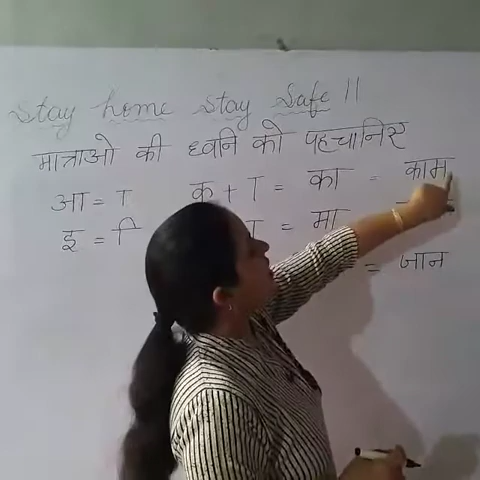 Stay home stay Safe ||
मात्राओ की ध्वनि को पहचानिए
आ = ा क + ा = का = काम
इ = ि ा = मा
= जान